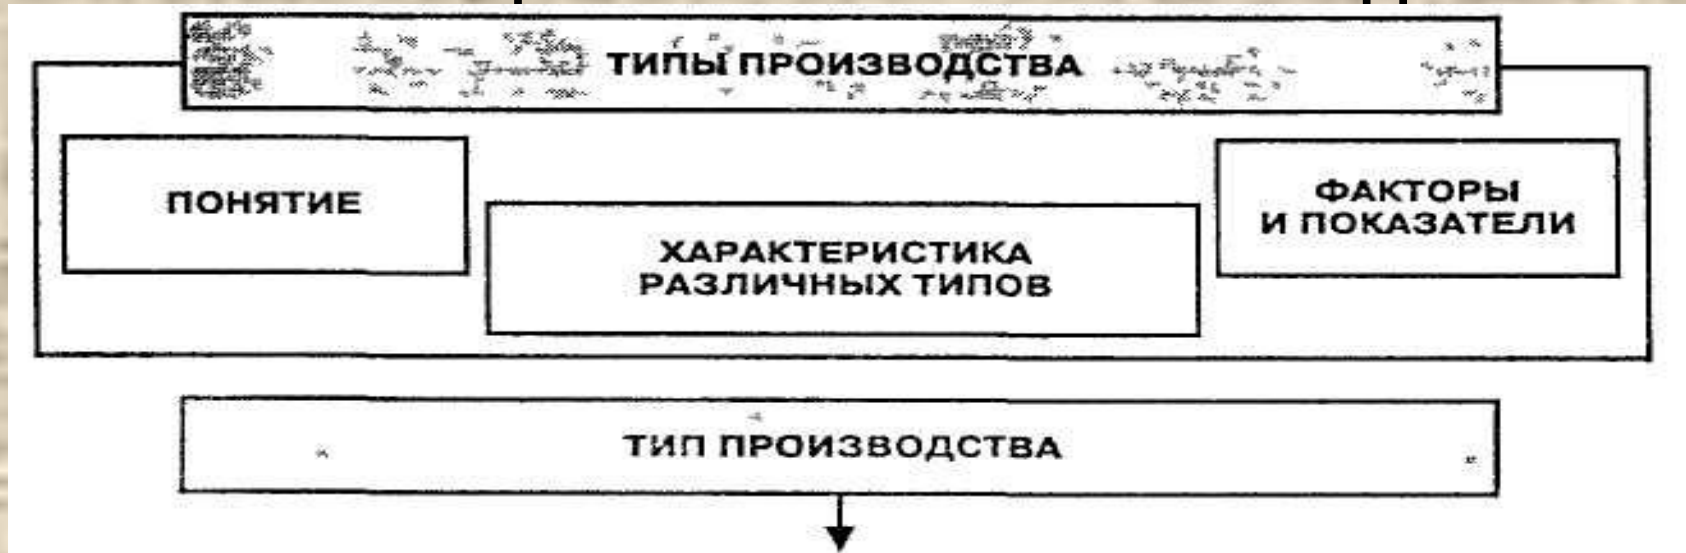 ТИПЫ ПРОИЗВОДСТВА
ПОНЯТИЕ
ХАРАКТЕРИСТИКА
РАЗЛИЧНЫХ ТИПОВ
ФАКТОРЫ
И ПОКАЗАТЕЛИ
ТИП ПРОИЗВОДСТВА